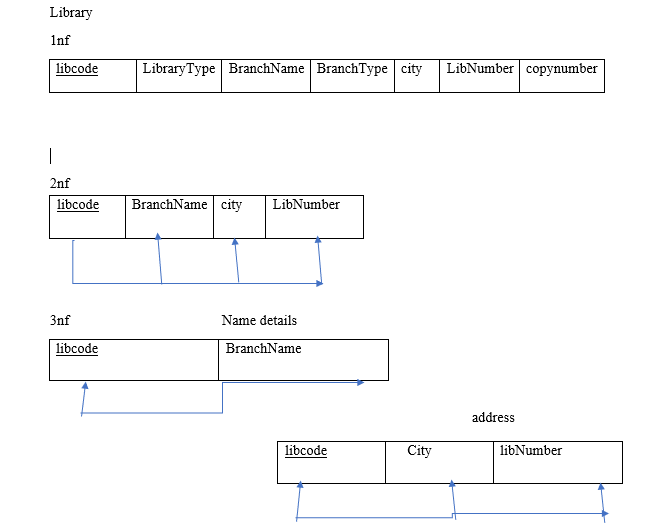 Library
1nf
libcode LibraryType BranchName BranchType city LibNumber copynumber
2nf
libcode BranchName city LibNumber
3nf Name details
libcode BranchName
address
libcode City libNumber